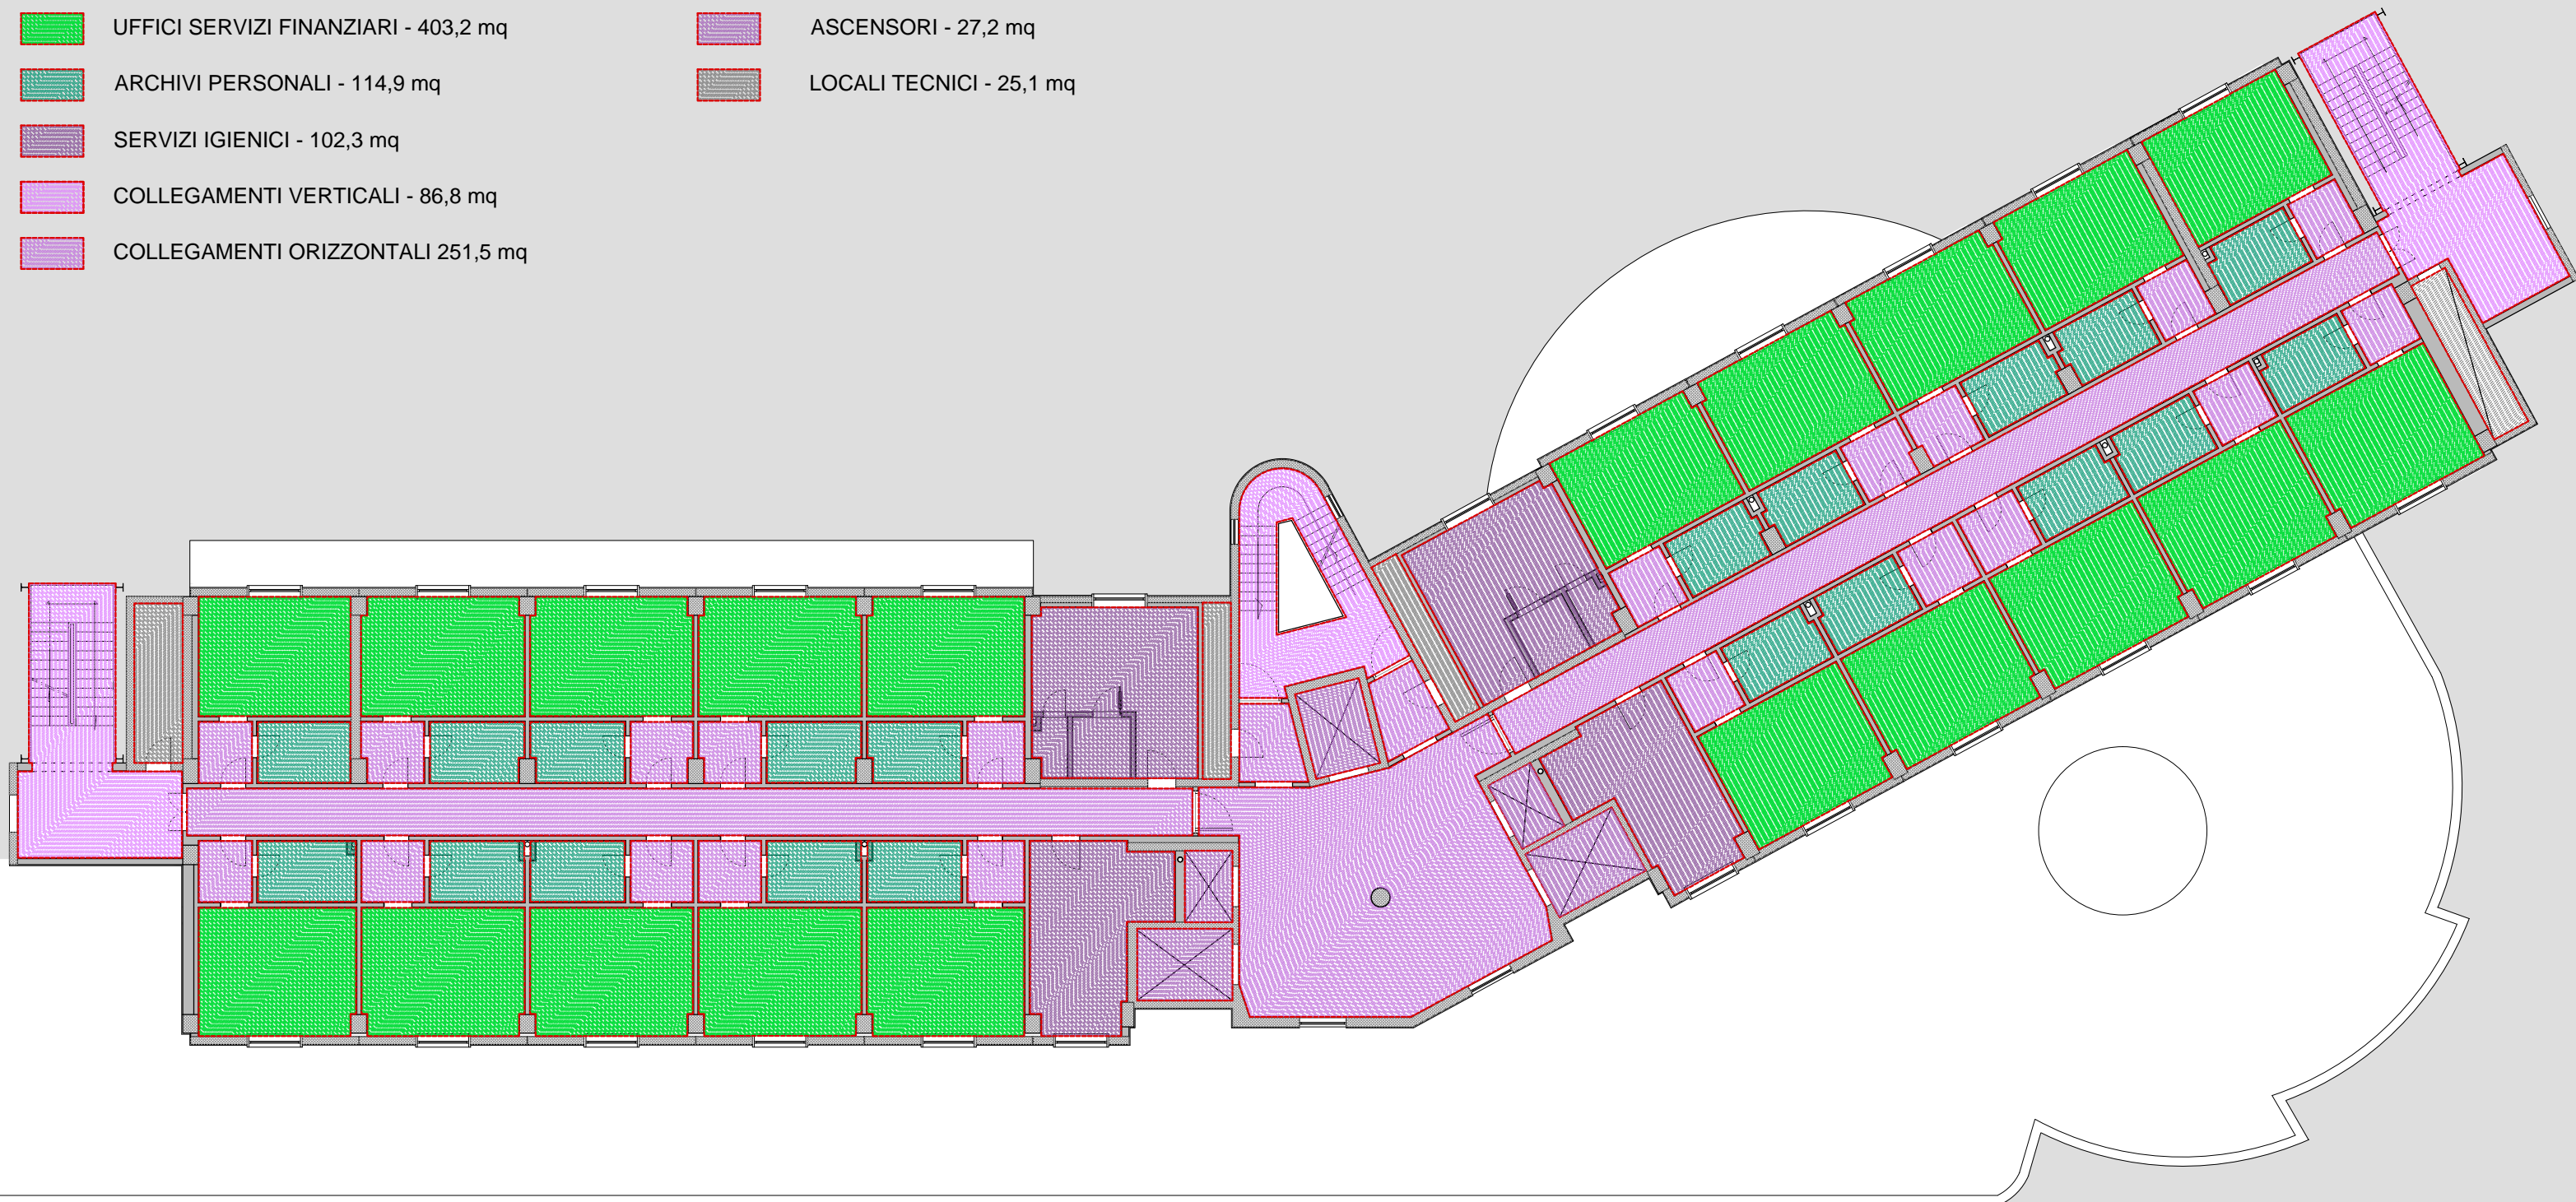 UFFICI SERVIZI FINANZIARI - 403,2 mq
ARCHIVI PERSONALI - 114,9 mq
SERVIZI IGIENICI - 102,3 mq
COLLEGAMENTI VERTICALI - 86,8 mq
COLLEGAMENTI ORIZZONTALI 251,5 mq
ASCENSORI - 27,2 mq
LOCALI TECNICI - 25,1 mq